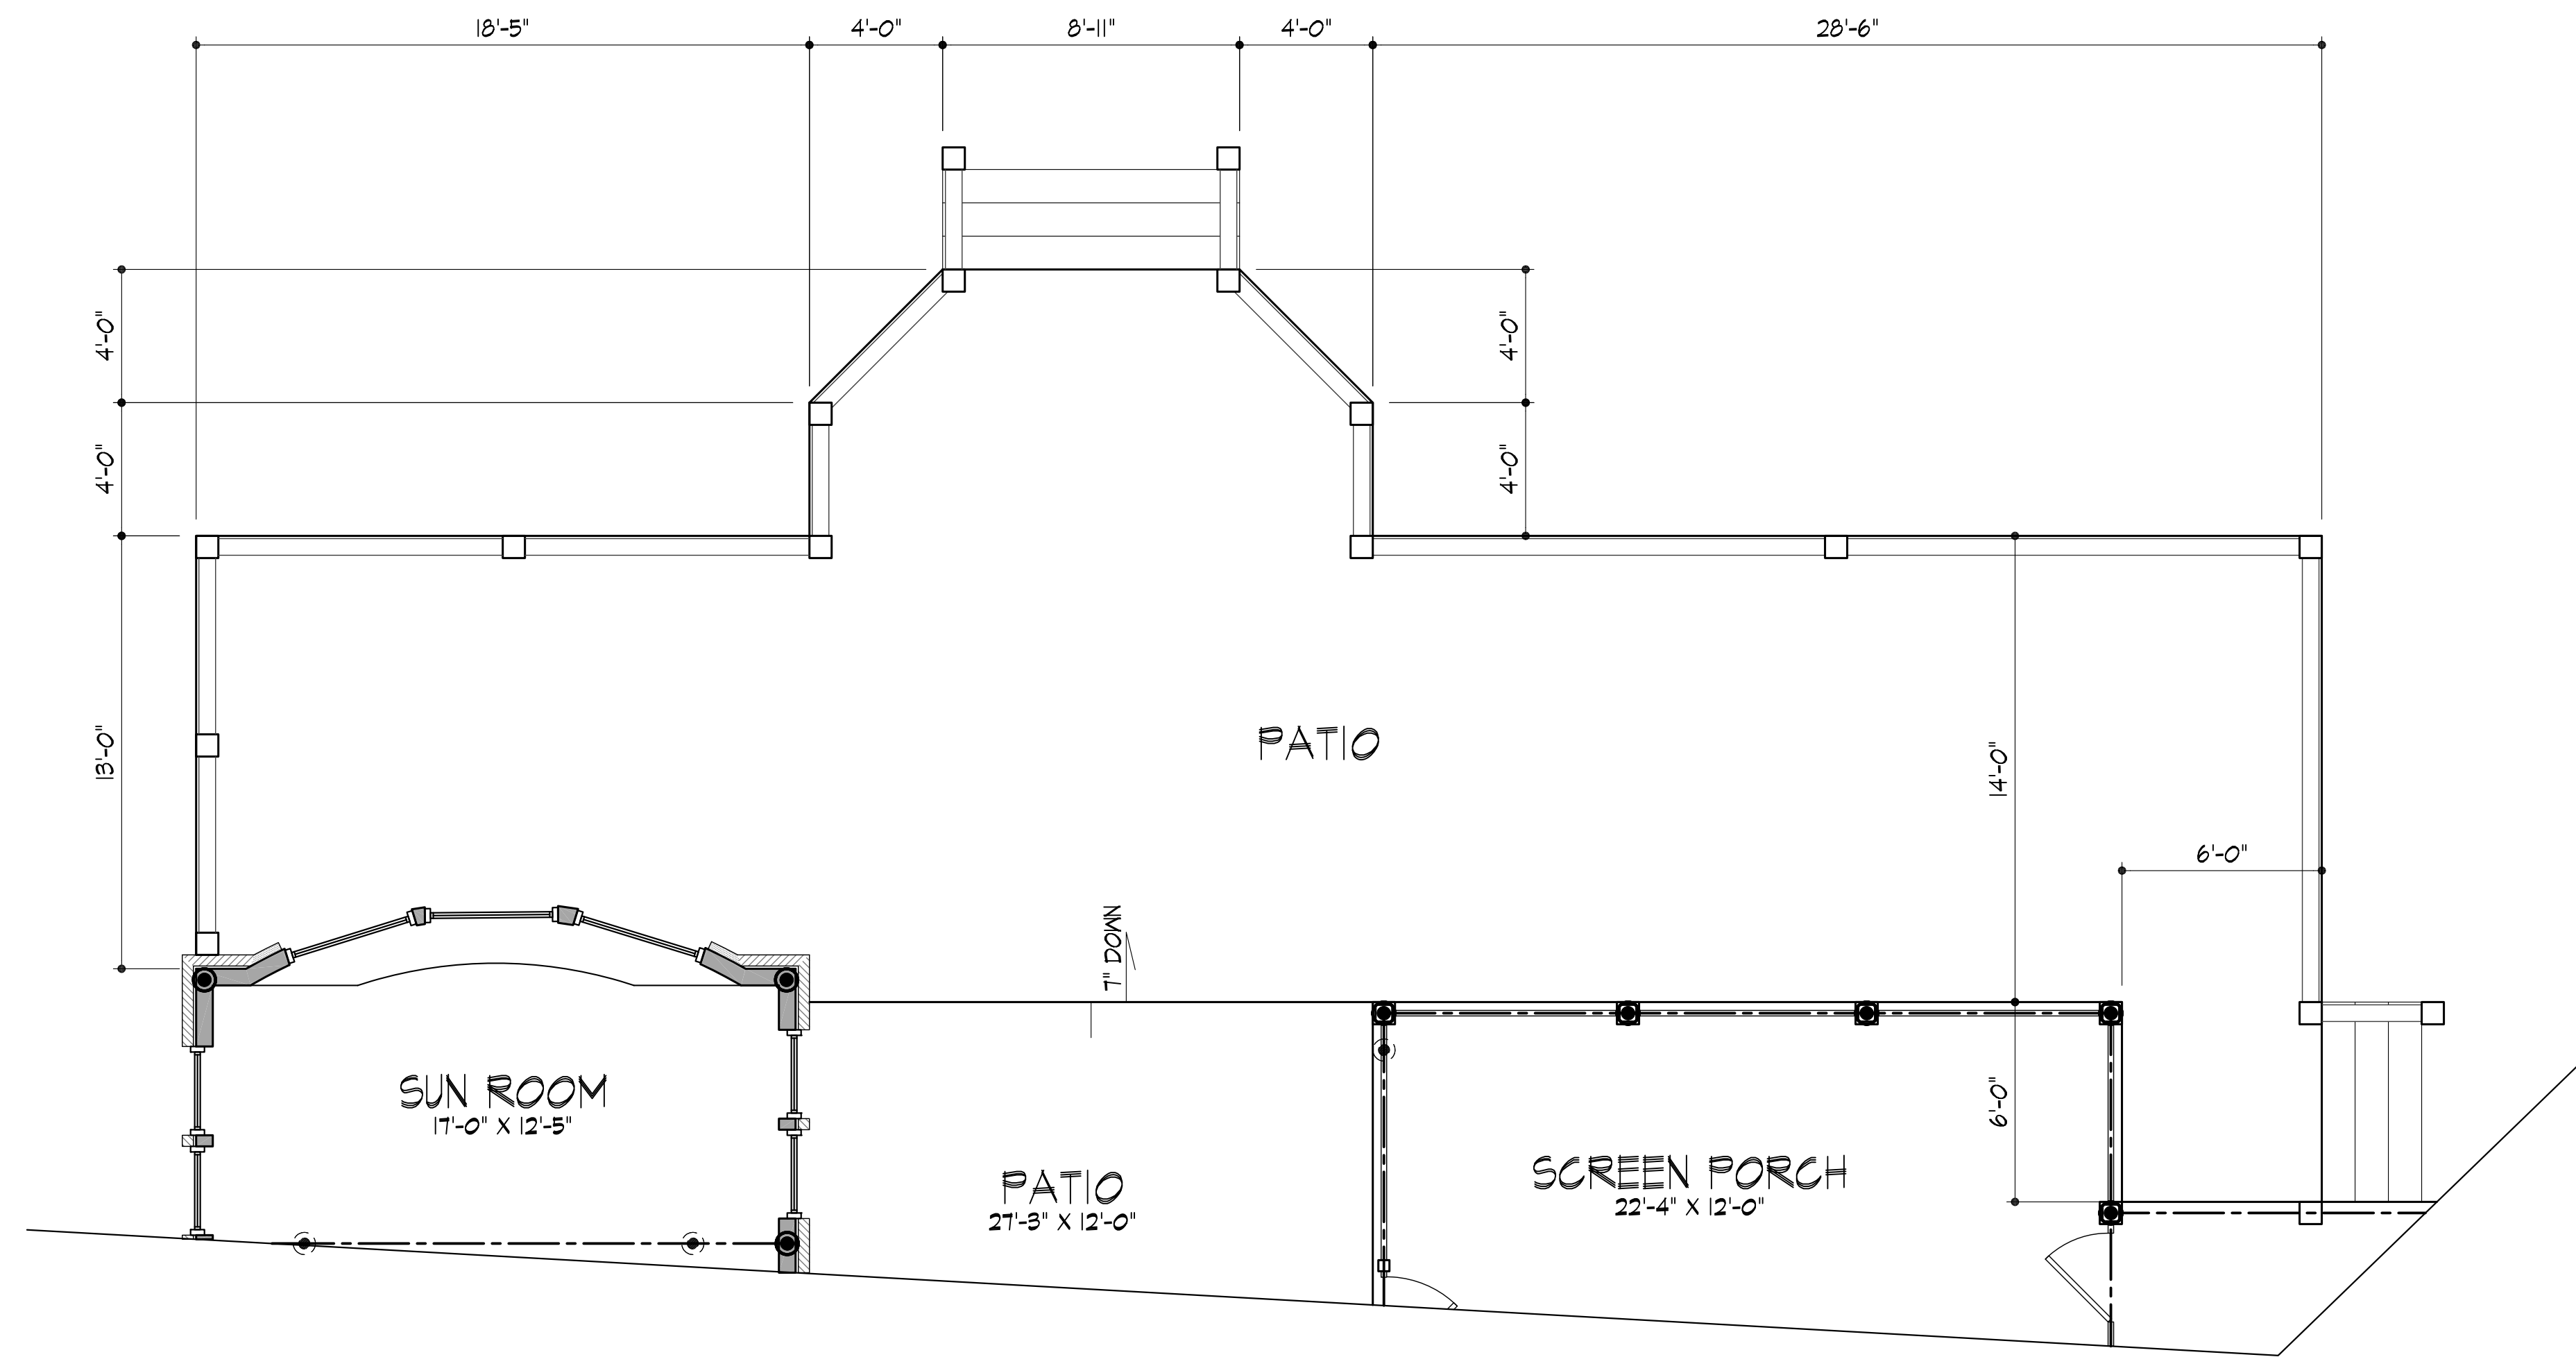 18'-5"
4'-0"
8'-11"
4'-0"
28'-6"
4'-0"
4'-0"
4'-0"
4'-0"
13'-0"
PATIO
14'-0"
6'-0"
7" DOWN
SUN ROOM
17'-0" X 12'-5"
6'-0"
PATIO
27'-3" X 12'-0"
SCREEN PORCH
22'-4" X 12'-0"